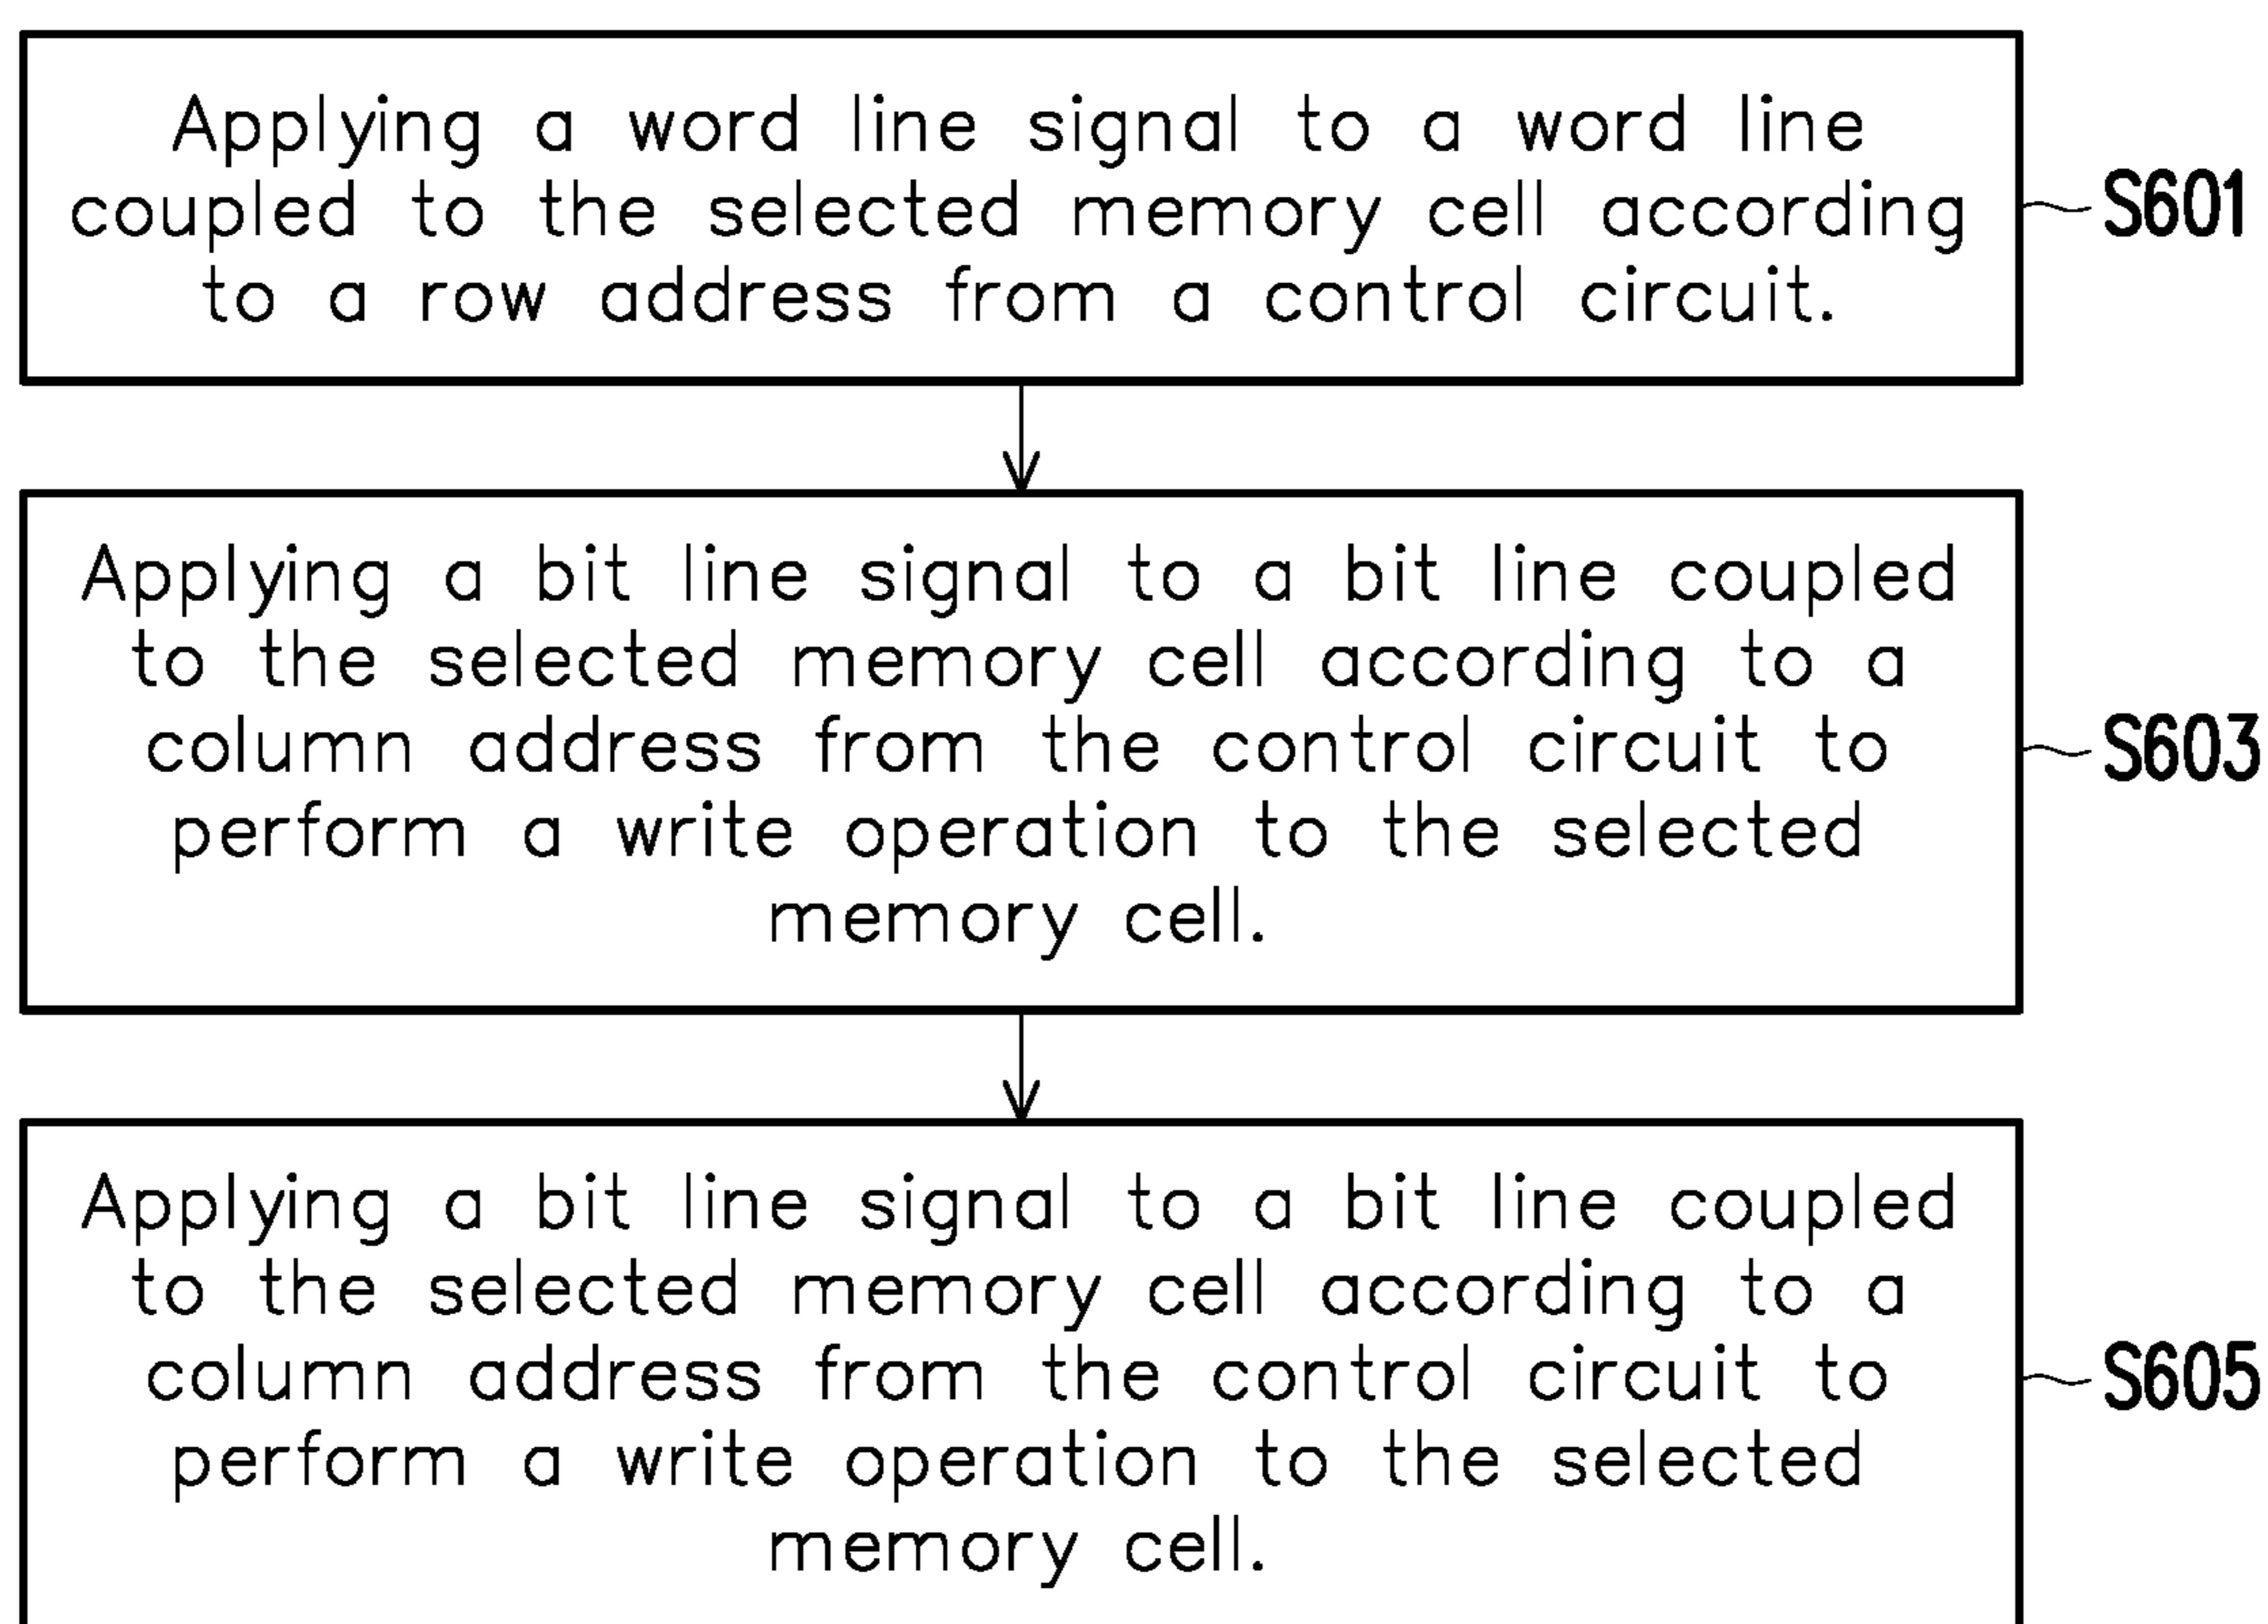 Applying a word line signal to a word line
coupled to the selected memory cell according
to a row address from a control circuit.
S601
Applying a bit line signal to a bit line coupled
to the selected memory cell according to a
column address from the control circuit to
perform a write operation to the selected
memory cell.
S603
Applying a bit line signal to a bit line coupled
to the selected memory cell according to a
column address from the control circuit to
perform a write operation to the selected
memory cell.
S605